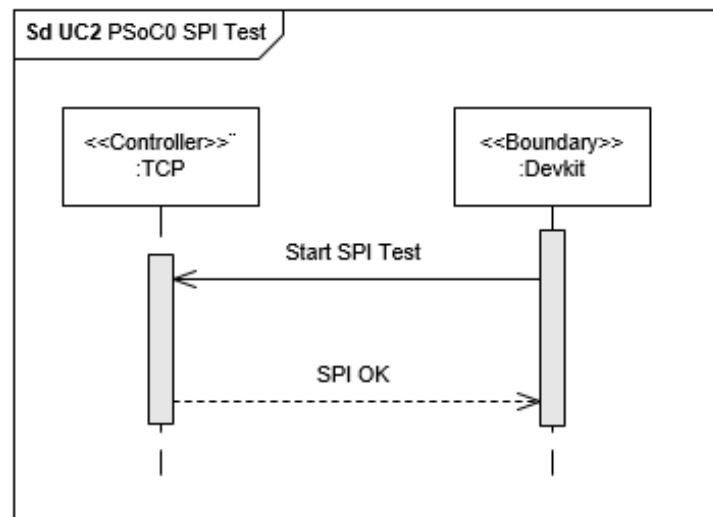 Sd UC2 PSoC0 SPI Test
<<Controller>>¨
:TCP
<<Boundary>>
:Devkit
Start SPI Test
SPI OK